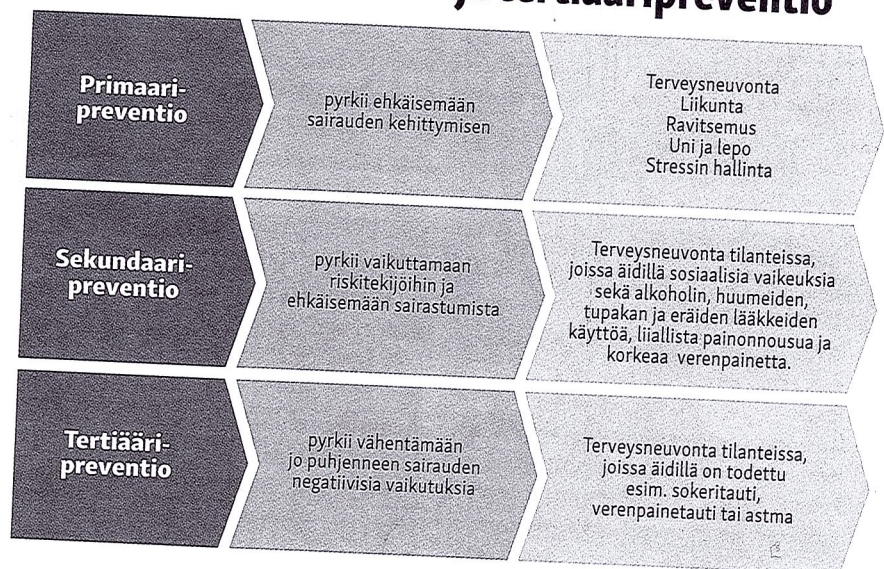 tertiääripreventio
Primaari-
preventio
pyrkii ehkäisemään
sairauden kehittymisen
Terveysneuvonta
Liikunta
Ravitsemus
Uni ja lepo
Stressin hallinta
Sekundaari-
preventio
pyrkii vaikuttamaan
riskitekijöihin ja
ehkäisemään sairastumista
Terveysneuvonta tilanteissa,
joissa äidillä sosiaalisia vaikeuksia
sekä alkoholin, huumeiden,
tupakan ja eräiden lääkkeiden
käyttöä, liiallista painonnousua ja
korkeaa verenpainetta.
Tertiääri-
preventio
pyrkii vähentämään
jo puhjenneen sairauden
negatiivisia vaikutuksia
Terveysneuvonta tilanteissa,
joissa äidillä on todettu
esim. sokeritauti,
verenpainetauti tai astma